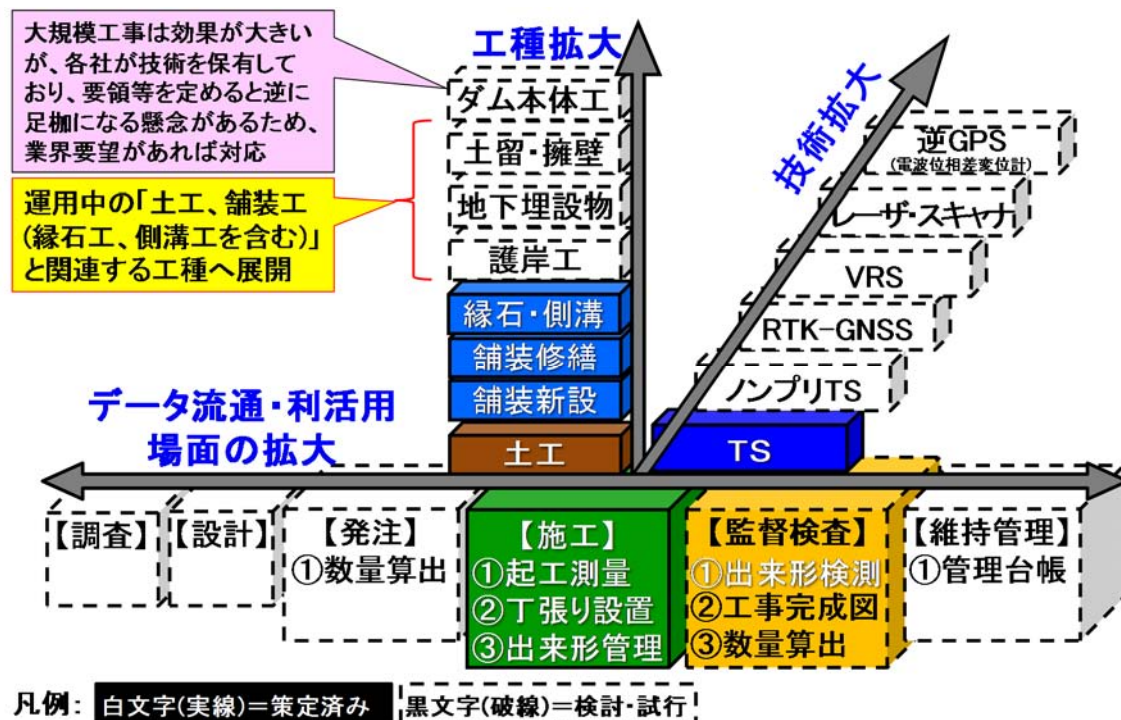 大規模工事は効果が大きい
が、各社が技術を保有して
おり、要領等を定めると逆に
足枷になる懸念があるため、
業界要望があれば対応
運用中の「土工、舗装工
(縁石工、側溝工を含む)」
と関連する工種へ展開
工種拡大
ダム本体工
土留・擁壁
地下埋設物
護岸工
縁石・側溝
舗装修繕
舗装新設
土工
技術拡大
逆GPS
(電波位相差変位計)
レーザ・スキャナ
VRS
RTK-GNSS
ノンプリTS
TS
データ流通・利活用
場面の拡大
【調査】
【設計】
【発注】
①数量算出
【施工】
①起工測量
②丁張り設置
③出来形管理
【監督検査】
①出来形検測
②工事完成図
③数量算出
【維持管理】
①管理台帳
凡例: 白文字(実線)=策定済み 黒文字(破線)=検討・試行